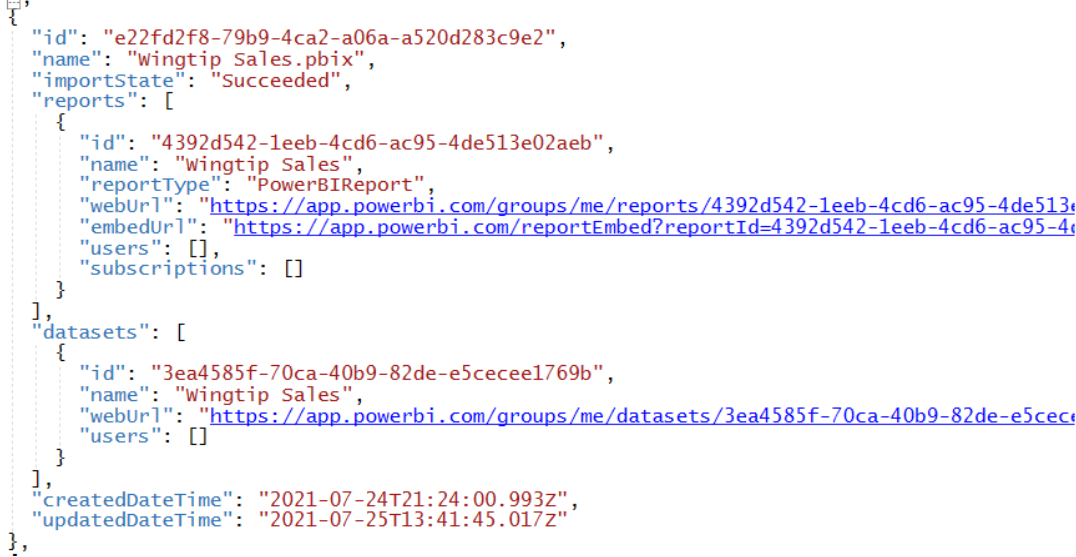 {
"id": "e22fd2f8-79b9-4ca2-a06a-a520d283c9e2",
"name": "Wingtip Sales.pbix",
"importState": "Succeeded",
"reports": [
{
"id": "4392d542-1eeb-4cd6-ac95-4de513e02aeb",
"name": "Wingtip Sales",
"reportType": "PowerBIReport",
"webUrl": "https://app.powerbi.com/groups/me/reports/4392d542-1eeb-4cd6-ac95-4de513e
"embedUrl": "https://app.powerbi.com/reportEmbed?reportId=4392d542-1eeb-4cd6-ac95-4d
"users": [],
"subscriptions": []
}
],
"datasets": [
{
"id": "3ea4585f-70ca-40b9-82de-e5cecee1769b",
"name": "Wingtip Sales",
"webUrl": "https://app.powerbi.com/groups/me/datasets/3ea4585f-70ca-40b9-82de-e5cece
"users": []
}
],
"createdDateTime": "2021-07-24T21:24:00.993Z",
"updatedDateTime": "2021-07-25T13:41:45.017Z"
},